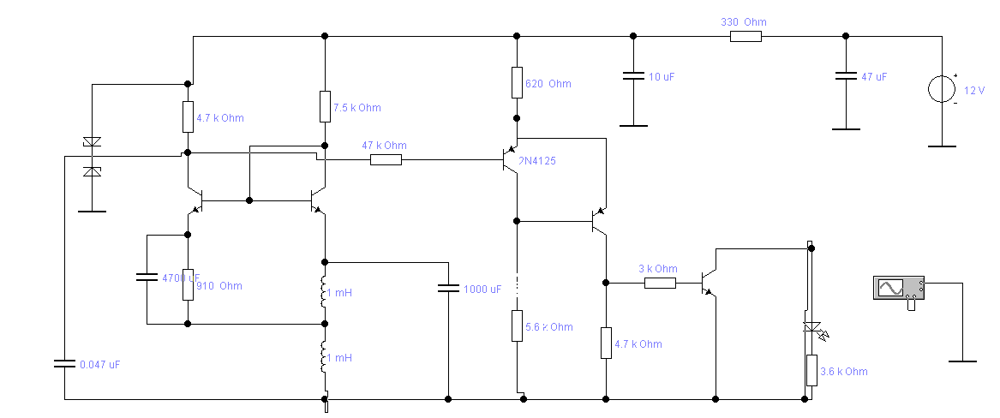 330 Ohm
10 uF
47 uF
12 V
620 Ohm
4.7 k Ohm
7.5 k Ohm
47 k Ohm
2N4125
3 k Ohm
4700 uF
910 Ohm
1 mH
1000 uF
5.6 k Ohm
4.7 k Ohm
1 mH
0.047 uF
3.6 k Ohm
+
-